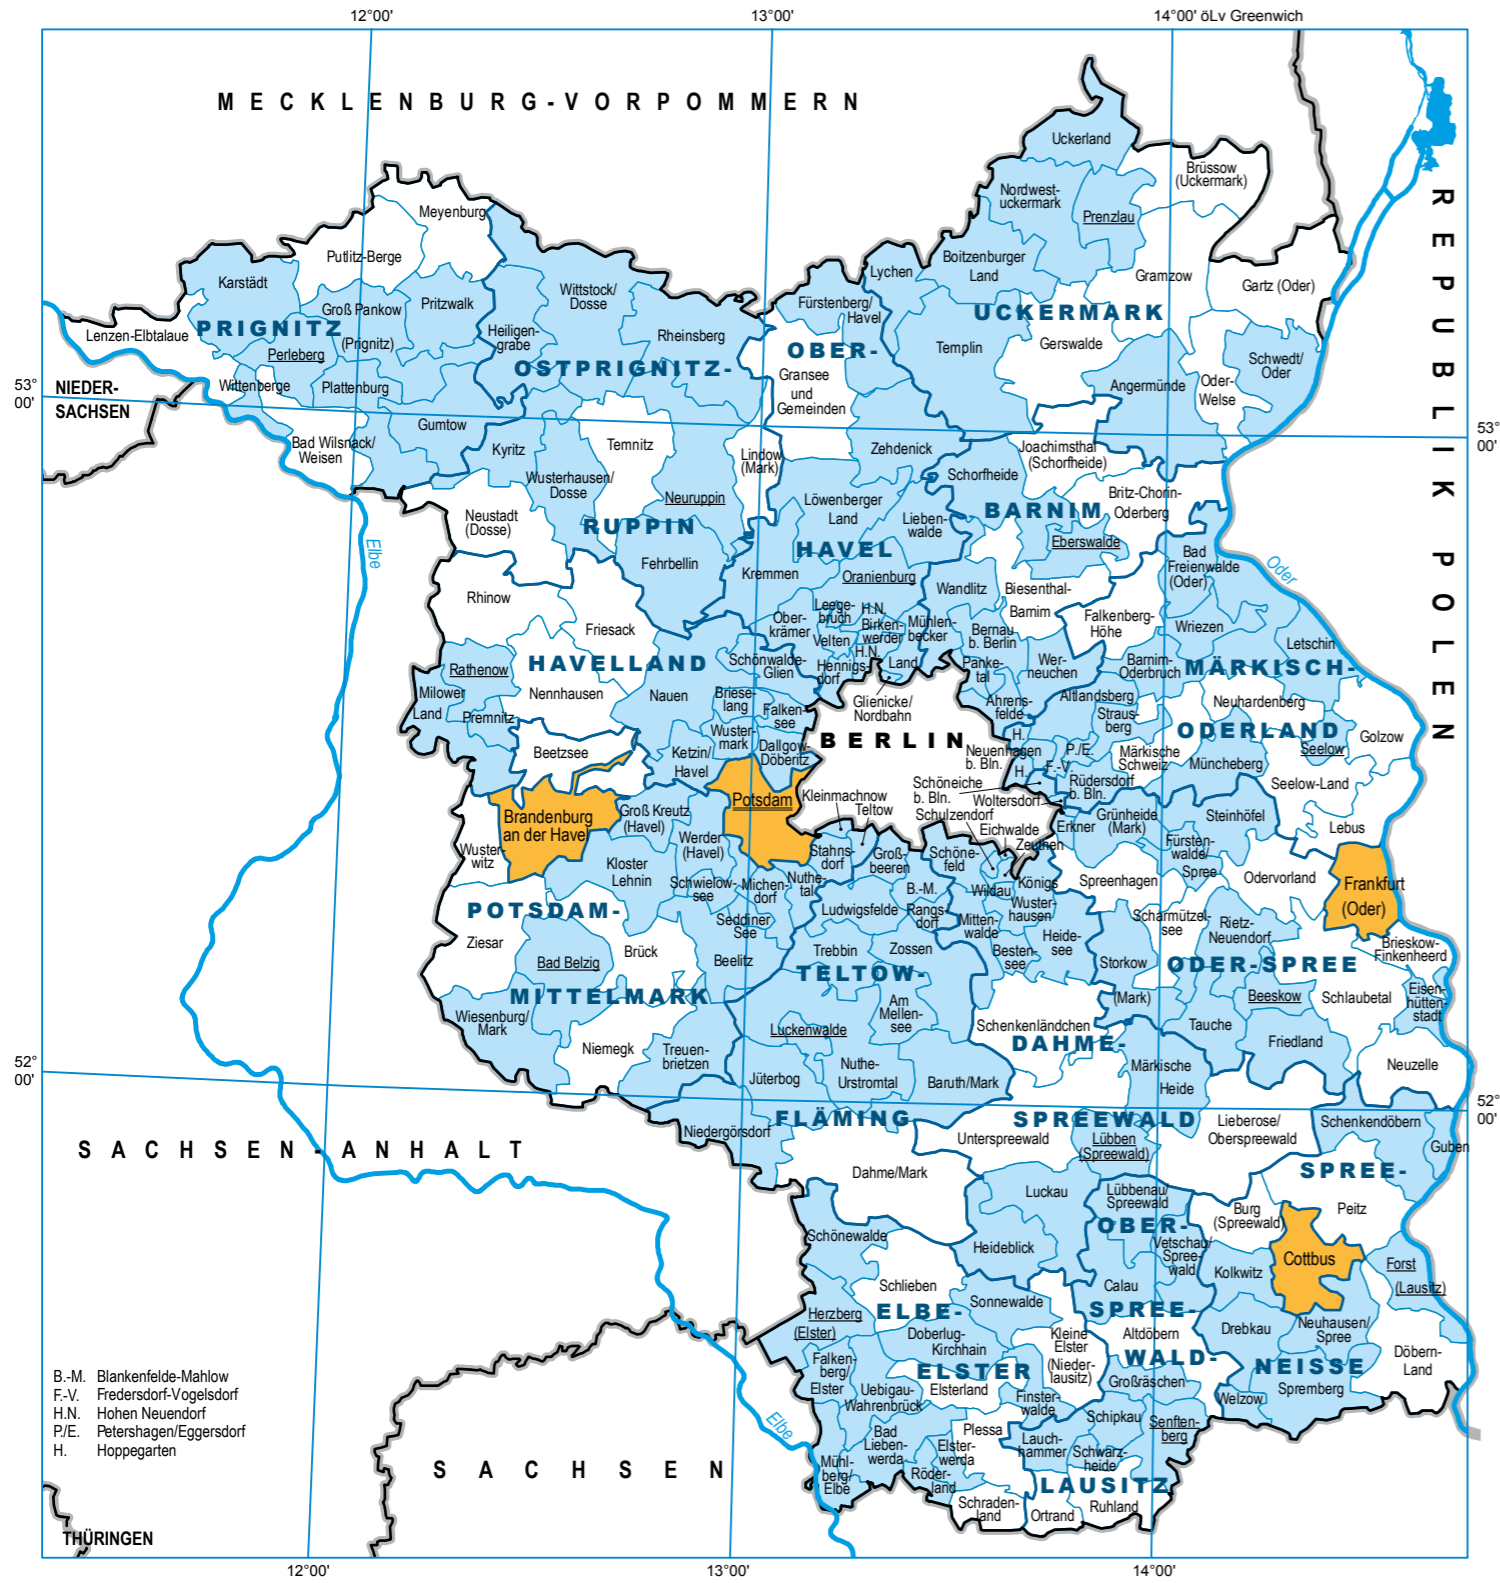 12°00'
13°00'
14°00' öLv Greenwich
MECKLENBURG-VORPOMMERN
Uckerland
Brüssow
(Uckermark)
Nordwest-
uckermark
Prenzlau
REPUBLIK POLEN
Meyenburg
Putlitz-Berge
Karstädt
Groß Pankow
(Prignitz)
Pritzwalk
Wittstock/
Dosse
Lychen
Boitzenburger
Land
Gramzow
Gartz (Oder)
Fürstenberg/
Havel
UCKERMARK
PRIGNITZ
Lenzen-Elbtalaue
Perleberg
Heiligen-
grabe
Rheinsberg
OSTPRIGNITZ-
OBER-
Templin
Gerswalde
Schwedt/
Oder
Angermünde
Oder-
Welse
53°
00'
NIEDER-
SACHSEN
Wittenberge
Plattenburg
Gransee
und
Gemeinden
Gumtow
Bad Wilsnack/
Weisen
Kyritz
Temnitz
Lindow
(Mark)
Zehdenick
Joachimsthal
(Schorfheide)
53°
00'
Wusterhausen/
Dosse
Neuruppin
Schorfheide
Britz-Chorin-
Oderberg
Neustadt
(Dosse)
RUPPIN
Löwenberger
Land
Lieben-
walde
BARNIM
Eberswalde
Elbe
Fehrbellin
HAVEL
Kremmen
Oranienburg
Bad
Freienwalde
(Oder)
Oder
Rhinow
Friesack
Wandlitz
Biesenthal-
Barnim
Falkenberg-
Höhe
Wriezen
Letschin
Ober-
krämer
Leege-
bruch
H.N.
Velten
Birken-
werder
Mühlen-
becker
Land
H.N.
Hennigs-
dorf
Bernau
b. Berlin
Panke-
tal
Wer-
neuchen
Barnim-
Oderbruch
MÄRKISCH-
Rathenow
HAVELLAND
Schönwalde-
Glien
Milower
Land
Nennhausen
Nauen
Briese-
lang
Falken-
see
Glienicke/
Nordbahn
Ahrens-
felde
Altlandsberg
Straus-
berg
Neuhardenberg
Premnitz
Wuster-
mark
Dallgow-
Döberitz
BERLIN
H.
Neuenhagen
b. Bln.
P./E.
F.-V.
H.
Märkische
Schweiz
ODERLAND
Seelow
Golzow
Beetzsee
Ketzin/
Havel
Müncheberg
Rüdersdorf
b. Bln.
Seelow-Land
Brandenburg
an der Havel
Groß Kreutz
(Havel)
Potsdam
Kleinmachnow
Teltow
Schöneiche
b. Bln.
Woltersdorf
Schulzendorf
Eichwalde
Zeuthen
Erkner
Grünheide
(Mark)
Steinhöfel
Lebus
Wuster-
witz
Werder
(Havel)
Stahns-
dorf
Groß-
beeren
Schöne-
feld
Fürsten-
walde/
Spree
Kloster
Lehnin
Schwielow-
see
Michen-
dorf
Nuthe-
tal
B.-M.
Wildau
Königs
Wuster-
hausen
Spreenhagen
Odervorland
Frankfurt
(Oder)
POTSDAM-
Seddiner
See
Ludwigsfelde
Rangs-
dorf
Mitten-
walde
Scharmützel-
see
Rietz-
Neuendorf
Ziesar
Bad Belzig
Brück
Beelitz
Trebbin
Zossen
Besten-
see
Heide-
see
Storkow
(Mark)
Brieskow-
Finkenheerd
TELTOW-
ODER-SPREE
MITTELMARK
Beeskow
Schlaubetal
Eisen-
hütten-
stadt
Wiesenburg/
Mark
Am
Mellen-
see
Luckenwalde
Schenkenländchen
Tauche
Friedland
DAHME-
Niemegk
Treuen-
brietzen
Nuthe-
Urstromtal
Märkische
Heide
Neuzelle
52°
00'
Jüterbog
Baruth/Mark
52°
00'
FLÄMING
SPREEWALD
Lieberose/
Oberspreewald
Schenkendöbern
Guben
SACHSEN-ANHALT
Niedergörsdorf
Unterspreewald
Lübben
(Spreewald)
SPREE-
Dahme/Mark
Luckau
Lübbenau/
Spreewald
Burg
(Spreewald)
Peitz
OBER-
Schönewalde
Heideblick
Vetschau/
Spree-
wald
Kolkwitz
Cottbus
Forst
(Lausitz)
Schlieben
Calau
Herzberg
(Elster)
ELBE-
Sonnewalde
SPREE-
Drebkau
Neuhausen/
Spree
Doberlug-
Kirchhain
Kleine
Elster
(Nieder-
lausitz)
Altdöbern
WALD-
NEISSE
Döbern-
Land
Falken-
berg/
Elster
ELSTER
Elsterland
Großräschen
Spremberg
Welzow
Uebigau-
Wahrenbrück
Finster-
walde
Schipkau
Senften-
berg
Elbe
Bad
Lieben-
werda
Plessa
Elster-
werda
Lauch-
hammer
Schwarz-
heide
SACHSEN
Mühl-
berg/
Elbe
Röder-
land
LAUSITZ
Schraden-
land
Ortrand
Ruhland
B.-M. Blankenfelde-Mahlow
F.-V. Fredersdorf-Vogelsdorf
H.N. Hohen Neuendorf
P./E. Petershagen/Eggersdorf
H. Hoppegarten
THÜRINGEN
12°00'
13°00'
14°00'